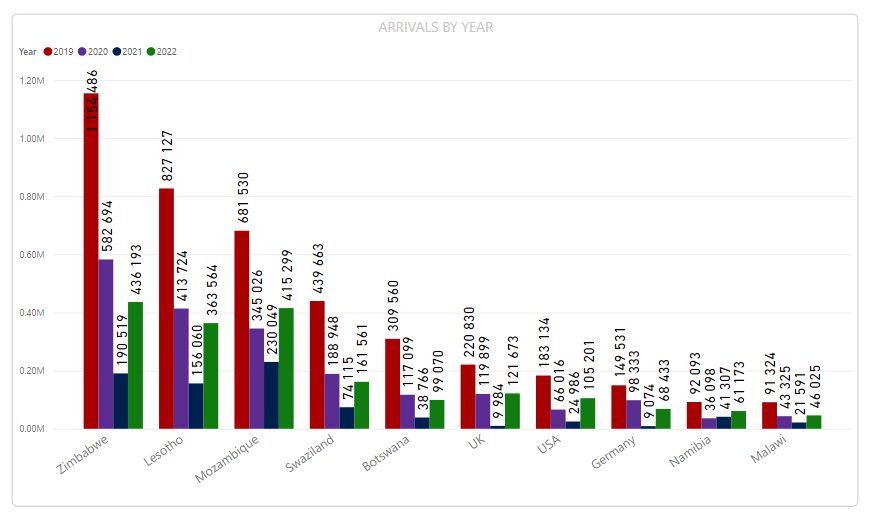 ARRIVALS BY YEAR
Year 2019 2020 2021 2022
1.20M
1.00M
0.80M
0.60M
0.40M
0.20M
0.00M
1 154 486
582 694
190 519
436 193
827 127
413 724
156 060
363 564
681 530
345 026
230 049
415 299
439 663
188 948
74 115
161 561
309 560
117 099
38 766
99 070
220 830
119 899
9 984
121 673
183 134
66 016
24 986
105 201
149 531
98 333
9 074
68 433
92 093
36 098
41 307
61 173
91 324
43 325
21 591
46 025
Zimbabwe
Lesotho
Mozambique
Swaziland
Botswana
UK
USA
Germany
Namibia
Malawi